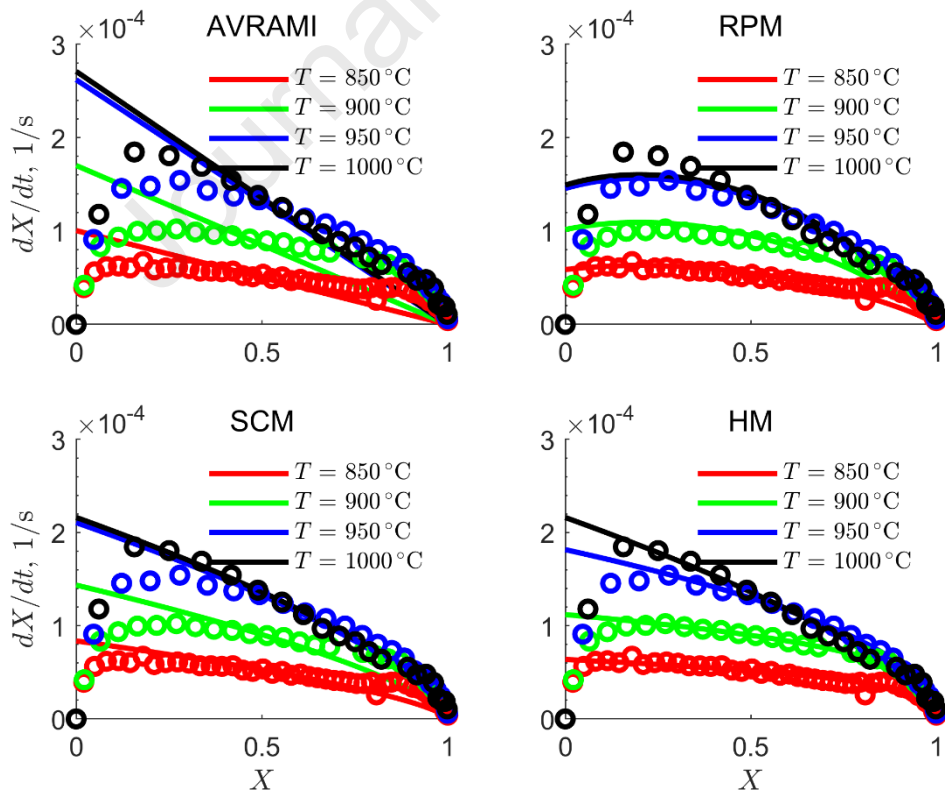 AVRAMI
×10⁻⁴
T = 850 °C
T = 900 °C
T = 950 °C
T = 1000 °C
dX/dt, 1/s
3
2
1
0
0
0.5
1
RPM
×10⁻⁴
T = 850 °C
T = 900 °C
T = 950 °C
T = 1000 °C
3
2
1
0
0
0.5
1
SCM
×10⁻⁴
T = 850 °C
T = 900 °C
T = 950 °C
T = 1000 °C
dX/dt, 1/s
3
2
1
0
0
0.5
1
X
HM
×10⁻⁴
T = 850 °C
T = 900 °C
T = 950 °C
T = 1000 °C
3
2
1
0
0
0.5
1
X